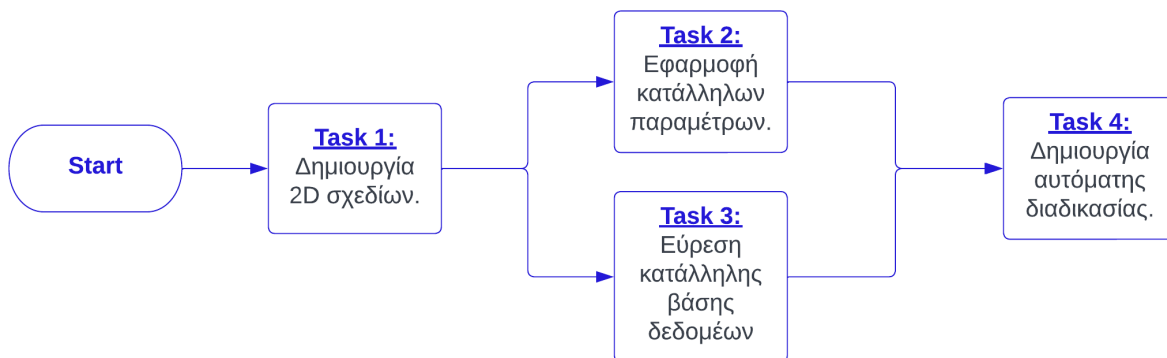 Start
Task 1:
Δημιουργία
2D σχεδίων.
Task 2:
Εφαρμοφή
κατάλληλων
παραμέτρων.
Task 3:
Εύρεση
κατάλληλης
βάσης
δεδομέων
Task 4:
Δημιουργία
αυτόματης
διαδικασίας.